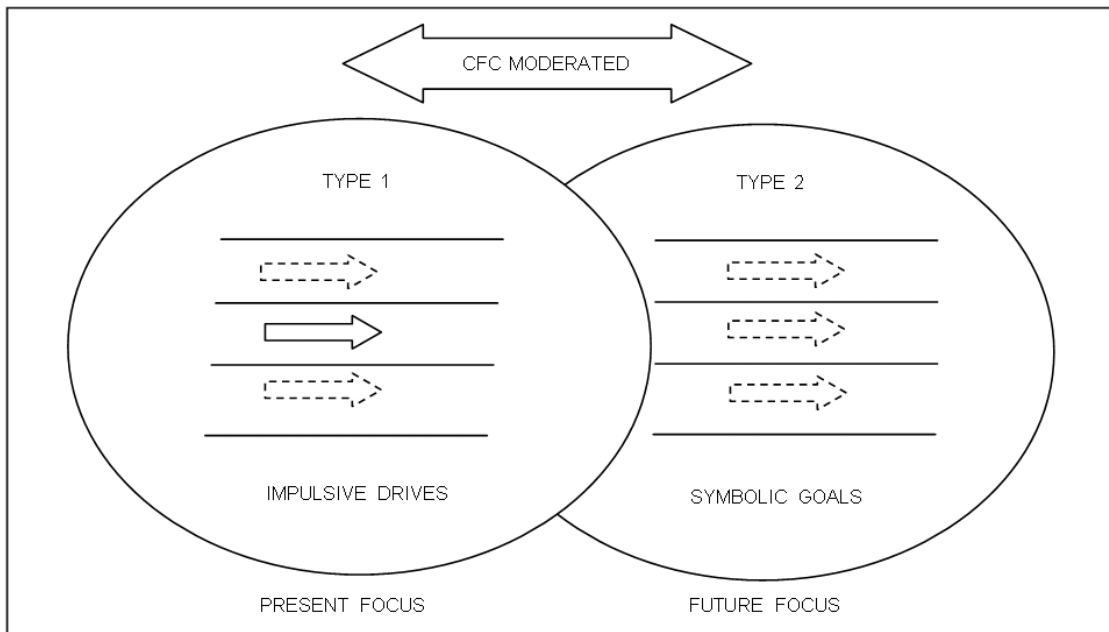 CFC MODERATED
TYPE 1
TYPE 2
IMPULSIVE DRIVES
SYMBOLIC GOALS
PRESENT FOCUS
FUTURE FOCUS